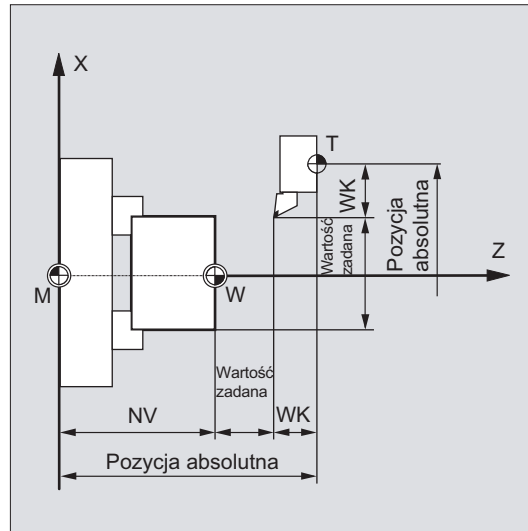 X
T
WK
Wartość
zadana
Pozycja
absolutna
Z
M
W
Wartość
zadana
NV
WK
Pozycja absolutna